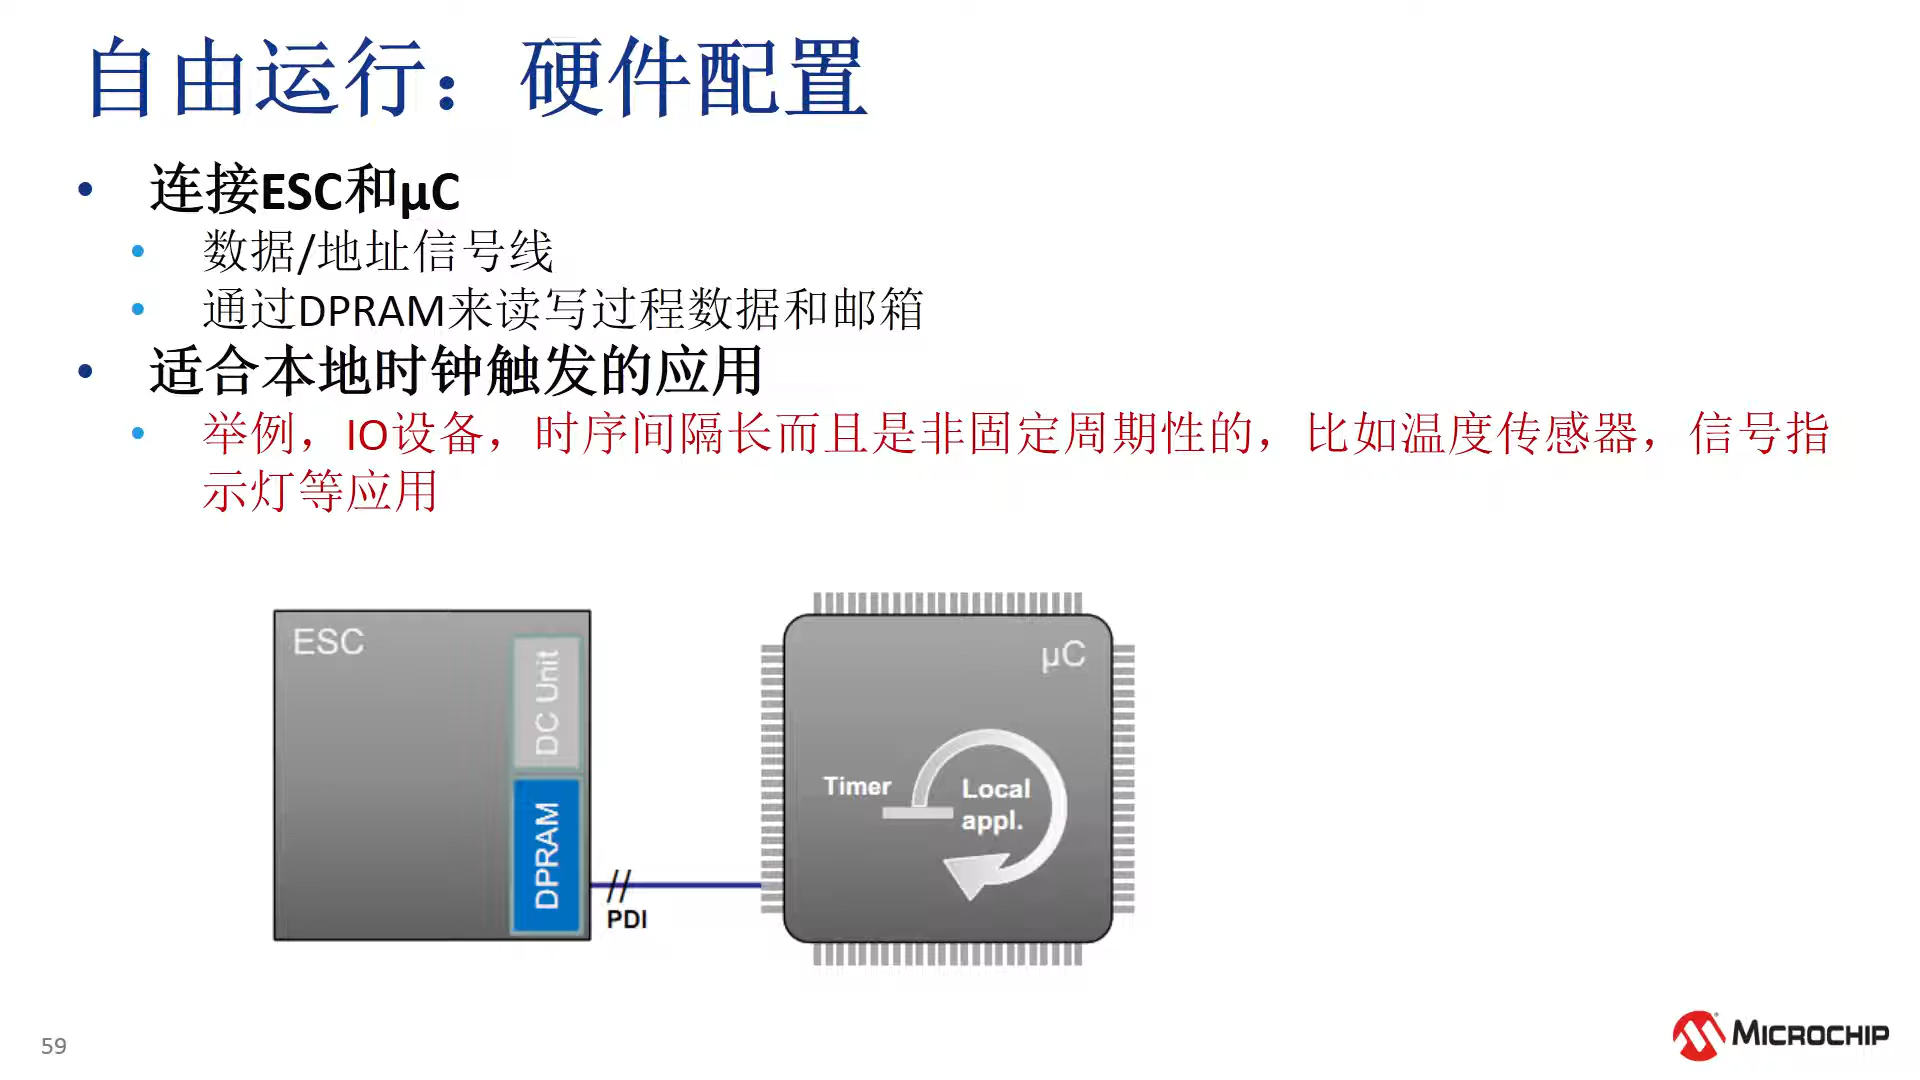 自由运行：硬件配置
• 连接ESC和µC
• 数据/地址信号线
• 通过DPRAM来读写过程数据和邮箱
• 适合本地时钟触发的应用
• 举例，IO设备，时序间隔长而且是非固定周期性的，比如温度传感器，信号指
示灯等应用
ESC
DC Unit
DPRAM
PDI
µC
Timer
Local
appl.
59
MICROCHIP